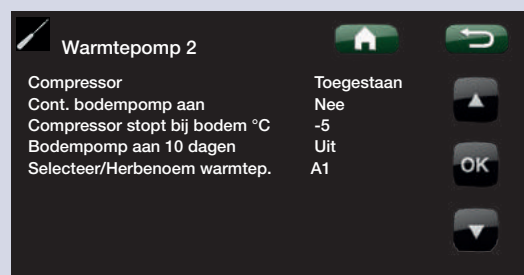 Warmtepomp 2
Compressor Toegestaan
Cont. bodempomp aan Nee
Compressor stopt bij bodem °C -5
Bodempomp aan 10 dagen Uit
Selecteer/Herbenoem warmtep. A1
OK